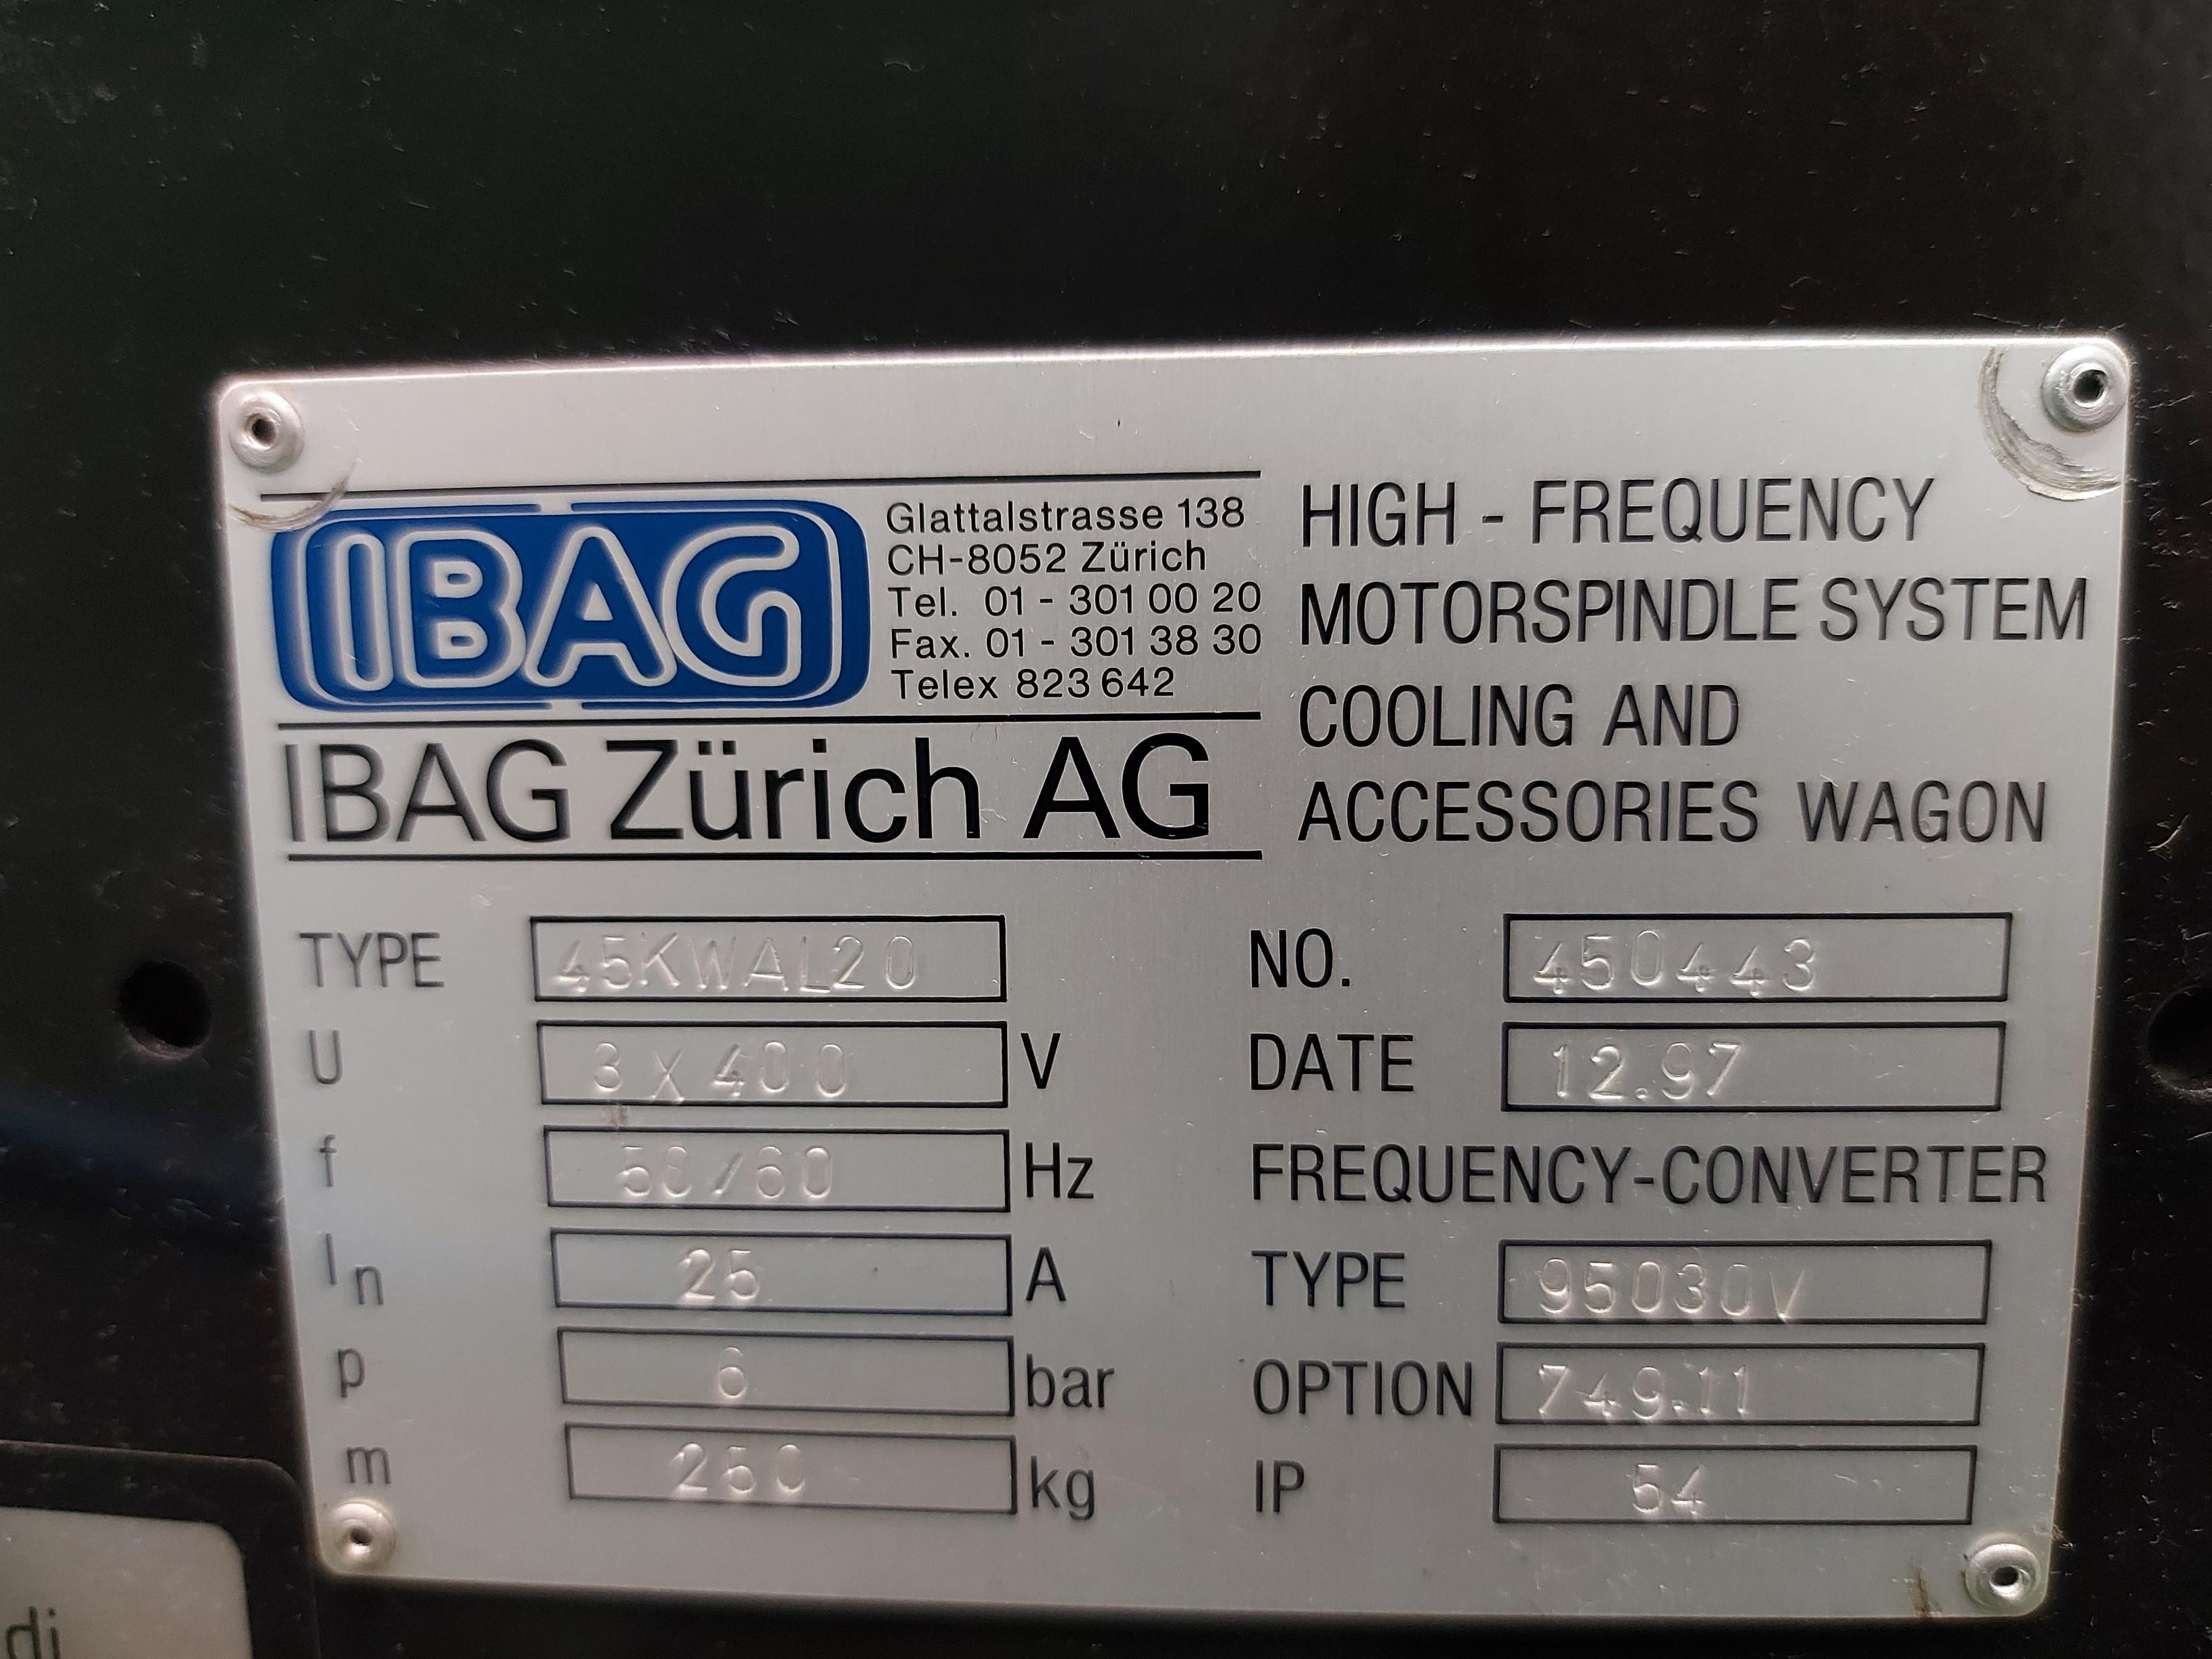 IBAG
Glattalstrasse 138
CH-8052 Zürich
Tel. 01 - 301 00 20
Fax. 01 - 301 38 30
Telex 823 642
IBAG Zürich AG
HIGH - FREQUENCY
MOTORSPINDLE SYSTEM
COOLING AND
ACCESSORIES WAGON
TYPE 45KWAL20
U 3 X 400 V
f 50/60 Hz
In 25 A
p 6 bar
m 250 kg
NO. 450443
DATE 12.97
FREQUENCY-CONVERTER
TYPE 95030V
OPTION 749.11
IP 54
di